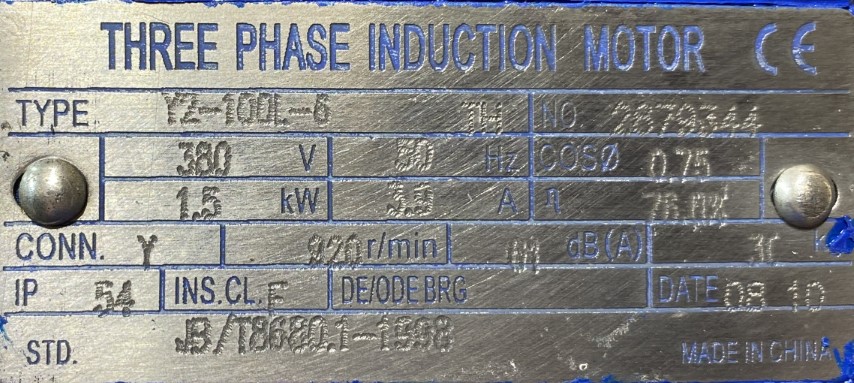 THREE PHASE INDUCTION MOTOR CE
TYPE Y2-100L-6 TH NO. 2879344
380 V 50 Hz COSØ 0.75
1.5 kW A η
CONN. Y 920 r/min dB(A)
IP 54 INS.CL. F DE/ODE BRG DATE 08 10
STD. JB/T8680.1-1998
MADE IN CHINA